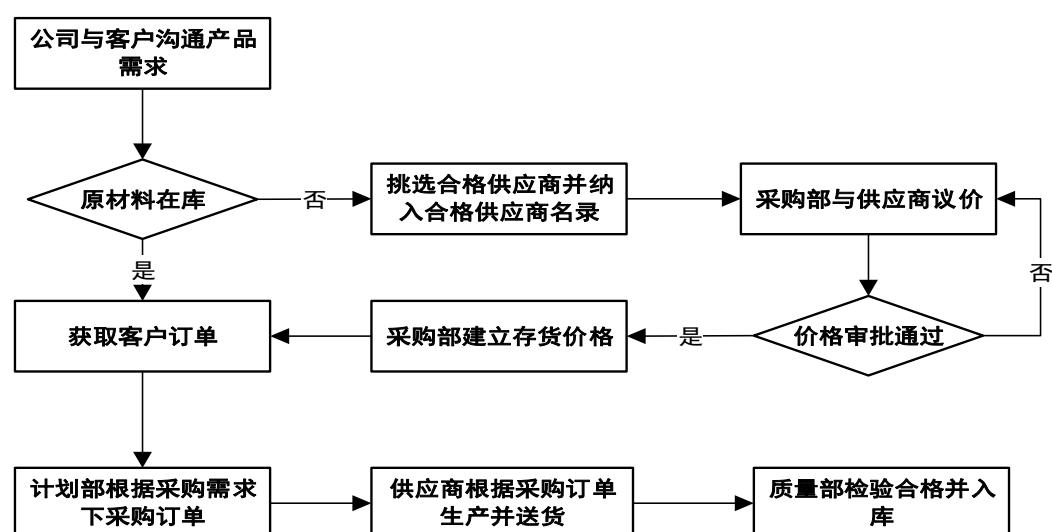 公司与客户沟通产品
需求
原材料在库
否
挑选合格供应商并纳
入合格供应商名录
采购部与供应商议价
是
否
获取客户订单
采购部建立存货价格
是
价格审批通过
计划部根据采购需求
下采购订单
供应商根据采购订单
生产并送货
质量部检验合格并入
库